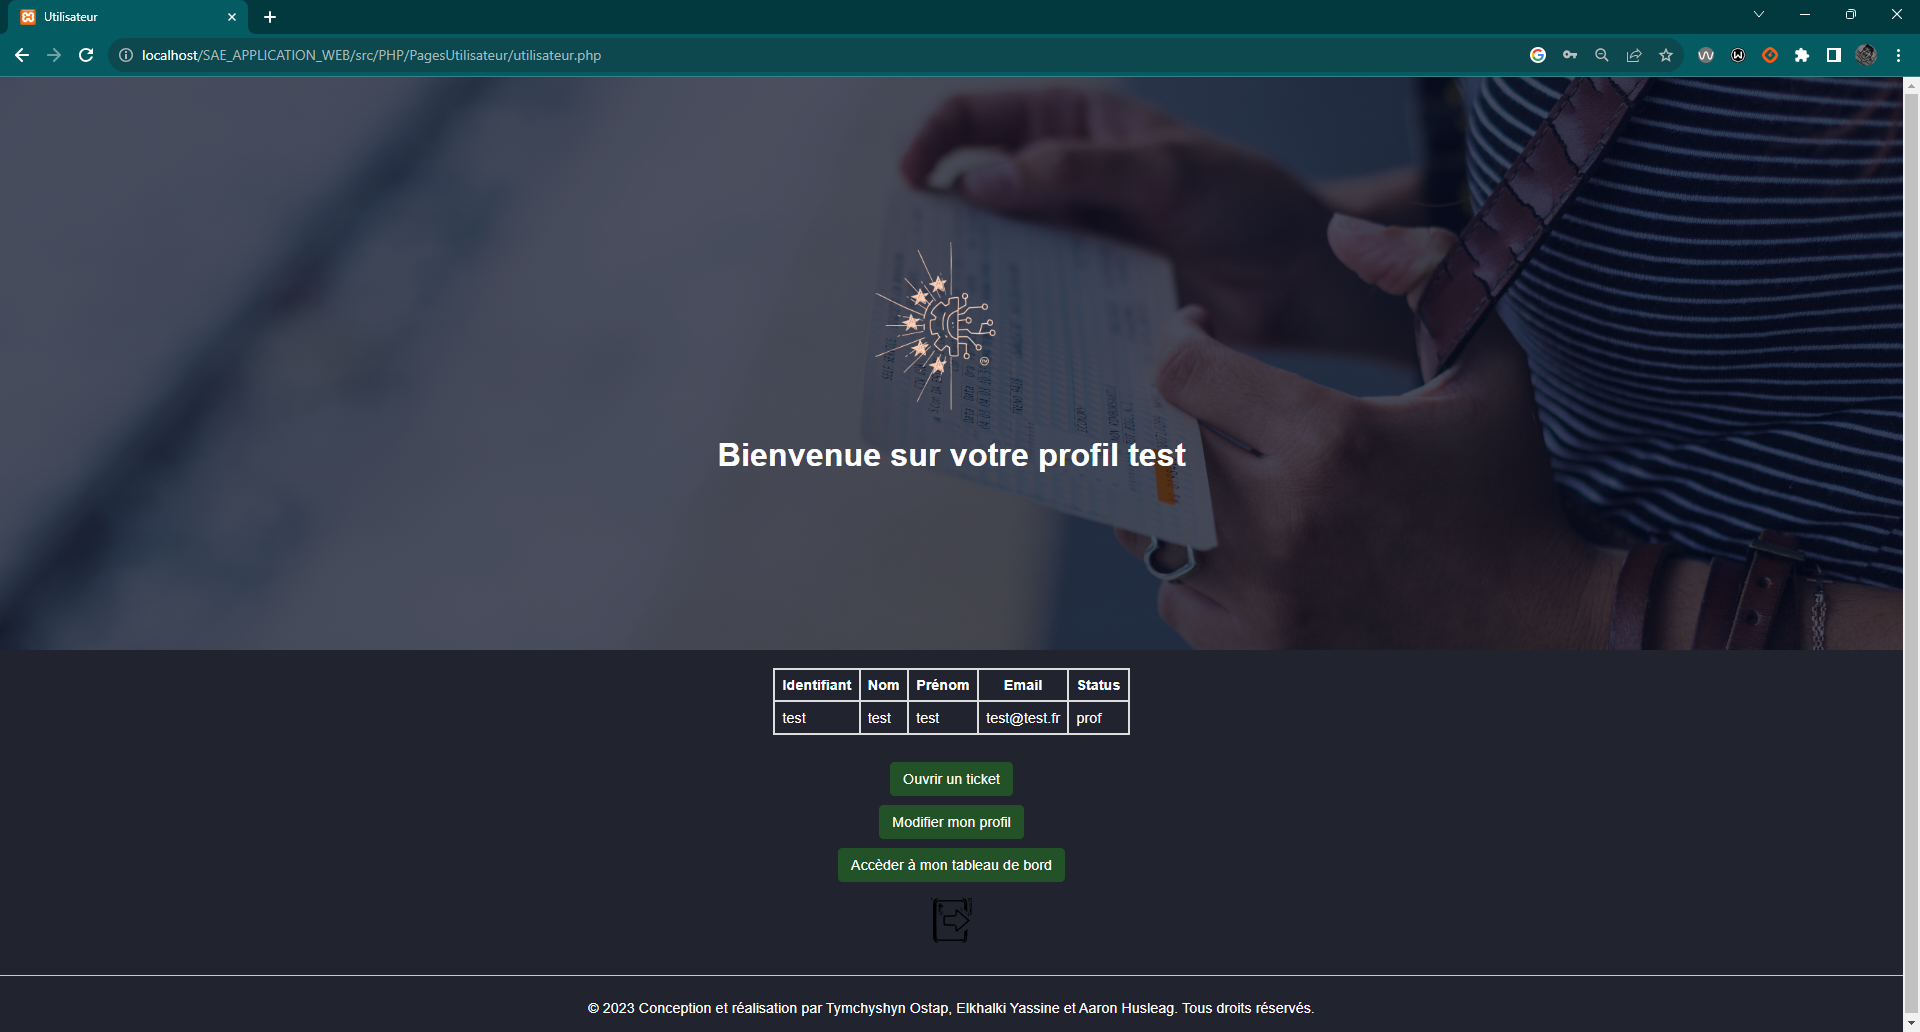 Utilisateur
localhost/SAE_APPLICATION_WEB/src/PHP/PagesUtilisateur/utilisateur.php
Bienvenue sur votre profil test
Identifiant Nom Prénom Email Status
test test test test@test.fr prof
Ouvrir un ticket
Modifier mon profil
Accèder à mon tableau de bord
© 2023 Conception et réalisation par Tymchyshyn Ostap, Elkhalki Yassine et Aaron Husleag. Tous droits réservés.